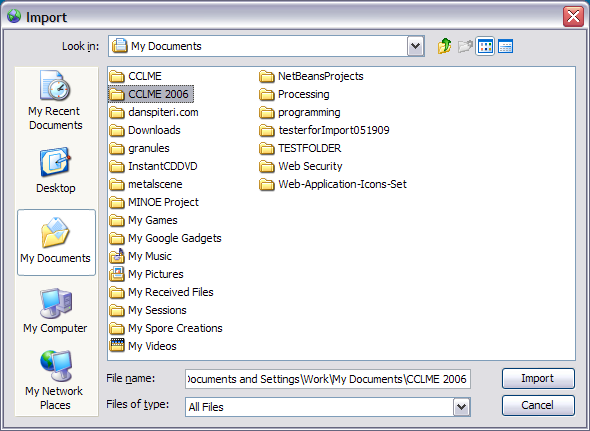 Import
Look in: My Documents
My Recent
Documents
Desktop
My Documents
My Computer
My Network
Places
CCLME
CCLME 2006
danspiteri.com
Downloads
granules
InstantCDDVD
metalscene
MINOE Project
My Games
My Google Gadgets
My Music
My Pictures
My Received Files
My Sessions
My Spore Creations
My Videos
NetBeansProjects
Processing
programming
testerforImport051909
TESTFOLDER
Web Security
Web-Application-Icons-Set
File name: Documents and Settings\Work\My Documents\CCLME 2006 Import
Files of type: All Files Cancel